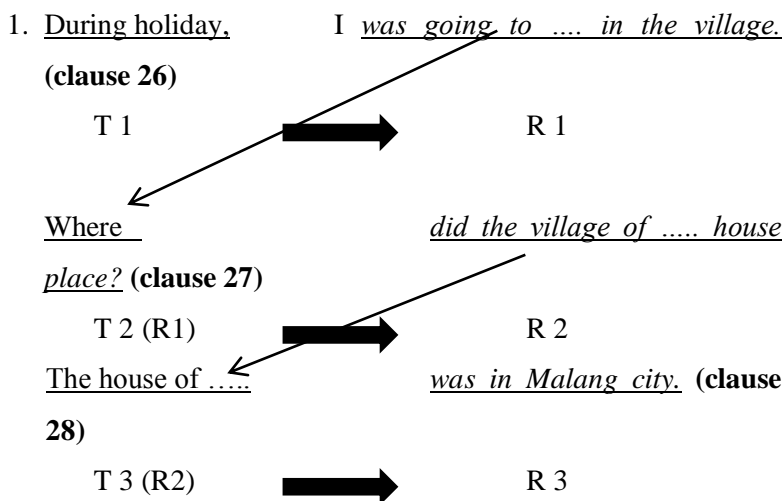 1. During holiday, I was going to .... in the village.
(clause 26)
T 1 R 1
Where did the village of ..... house
place? (clause 27)
T 2 (R1) R 2
The house of ..... was in Malang city. (clause
28)
T 3 (R2) R 3